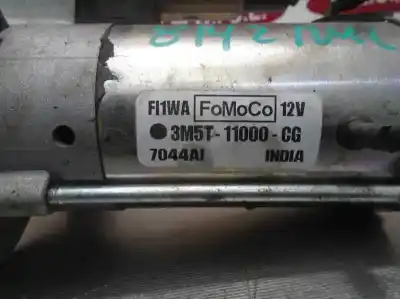 FI1WA FoMoCo 12V
3M5T-11000-CG
7044AI INDIA